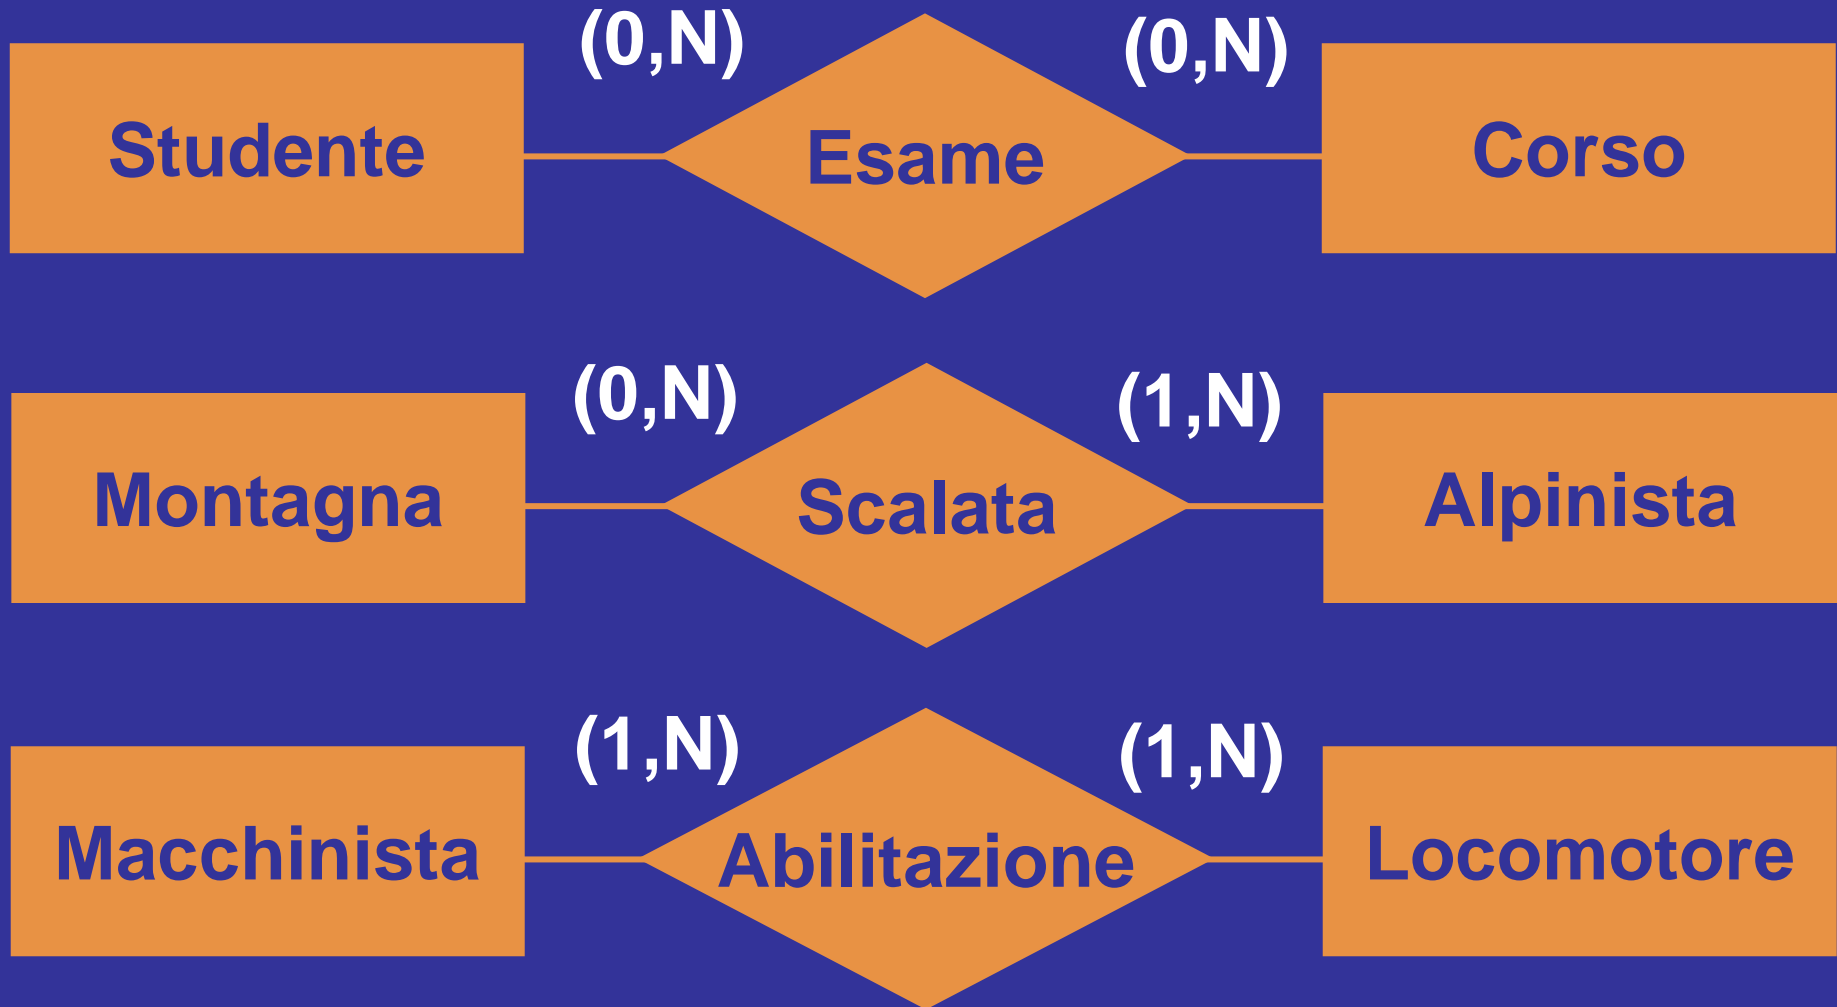 (0,N) (0,N)
Studente Esame Corso
(0,N) (1,N)
Montagna Scalata Alpinista
(1,N) (1,N)
Macchinista Abilitazione Locomotore